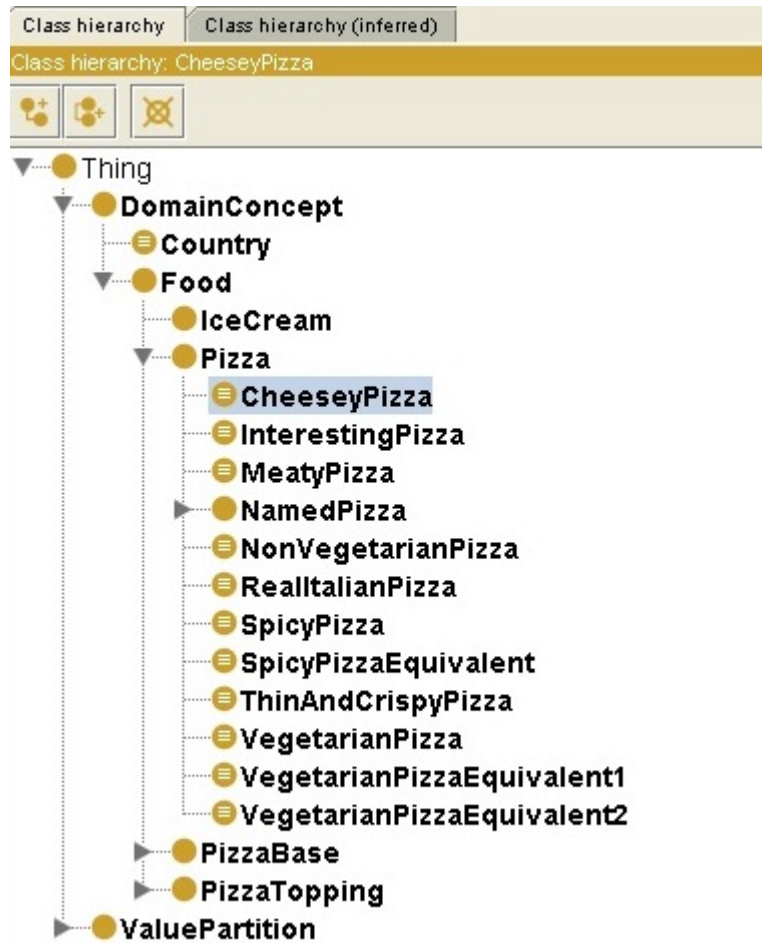 Class hierarchy Class hierarchy (inferred)
Class hierarchy: CheeseyPizza
Thing
DomainConcept
Country
Food
IceCream
Pizza
CheeseyPizza
InterestingPizza
MeatyPizza
NamedPizza
NonVegetarianPizza
RealItalianPizza
SpicyPizza
SpicyPizzaEquivalent
ThinAndCrispyPizza
VegetarianPizza
VegetarianPizzaEquivalent1
VegetarianPizzaEquivalent2
PizzaBase
PizzaTopping
ValuePartition